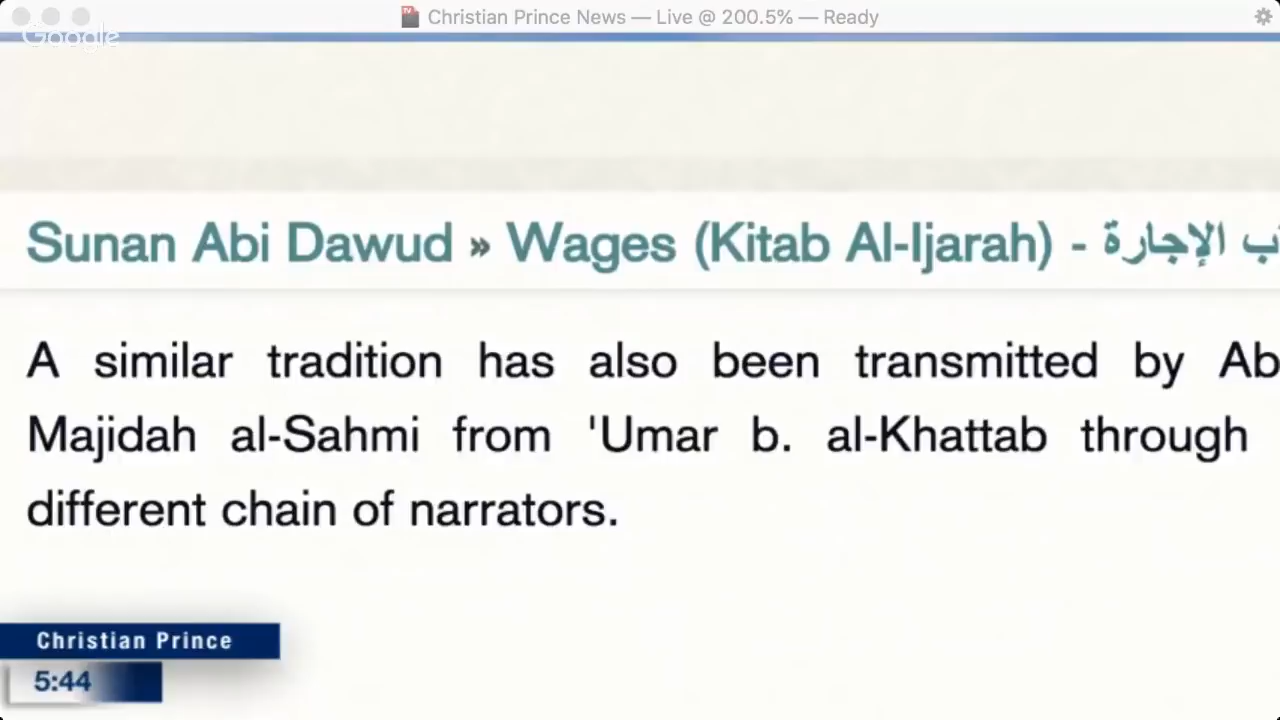 Christian Prince News — Live @ 200.5% — Ready
Google
Sunan Abi Dawud » Wages (Kitab Al-Ijarah) - الإجارة
A similar tradition has also been transmitted by
Majidah al-Sahmi from 'Umar b. al-Khattab through
different chain of narrators.
Christian Prince
5:44